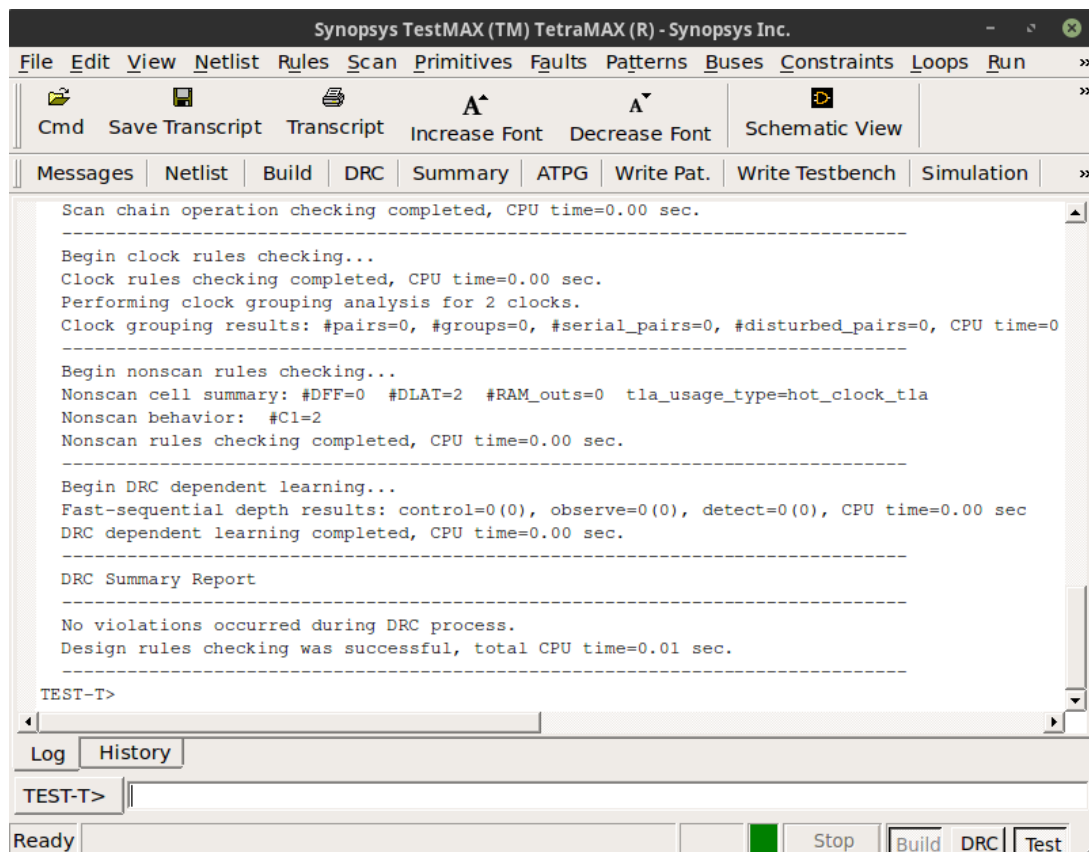 Synopsys TestMAX (TM) TetraMAX (R) - Synopsys Inc.
File Edit View Netlist Rules Scan Primitives Faults Patterns Buses Constraints Loops Run »
Cmd Save Transcript Transcript Increase Font Decrease Font Schematic View »
Messages Netlist Build DRC Summary ATPG Write Pat. Write Testbench Simulation »
Scan chain operation checking completed, CPU time=0.00 sec.
--------------------------------------------------------------------------------
Begin clock rules checking...
Clock rules checking completed, CPU time=0.00 sec.
Performing clock grouping analysis for 2 clocks.
Clock grouping results: #pairs=0, #groups=0, #serial_pairs=0, #disturbed_pairs=0, CPU time=0
--------------------------------------------------------------------------------
Begin nonscan rules checking...
Nonscan cell summary: #DFF=0 #DLAT=2 #RAM_outs=0 tla_usage_type=hot_clock_tla
Nonscan behavior: #C1=2
Nonscan rules checking completed, CPU time=0.00 sec.
--------------------------------------------------------------------------------
Begin DRC dependent learning...
Fast-sequential depth results: control=0(0), observe=0(0), detect=0(0), CPU time=0.00 sec
DRC dependent learning completed, CPU time=0.00 sec.
--------------------------------------------------------------------------------
DRC Summary Report
--------------------------------------------------------------------------------
No violations occurred during DRC process.
Design rules checking was successful, total CPU time=0.01 sec.
--------------------------------------------------------------------------------
TEST-T>
Log History
TEST-T>
Ready Stop Build DRC Test